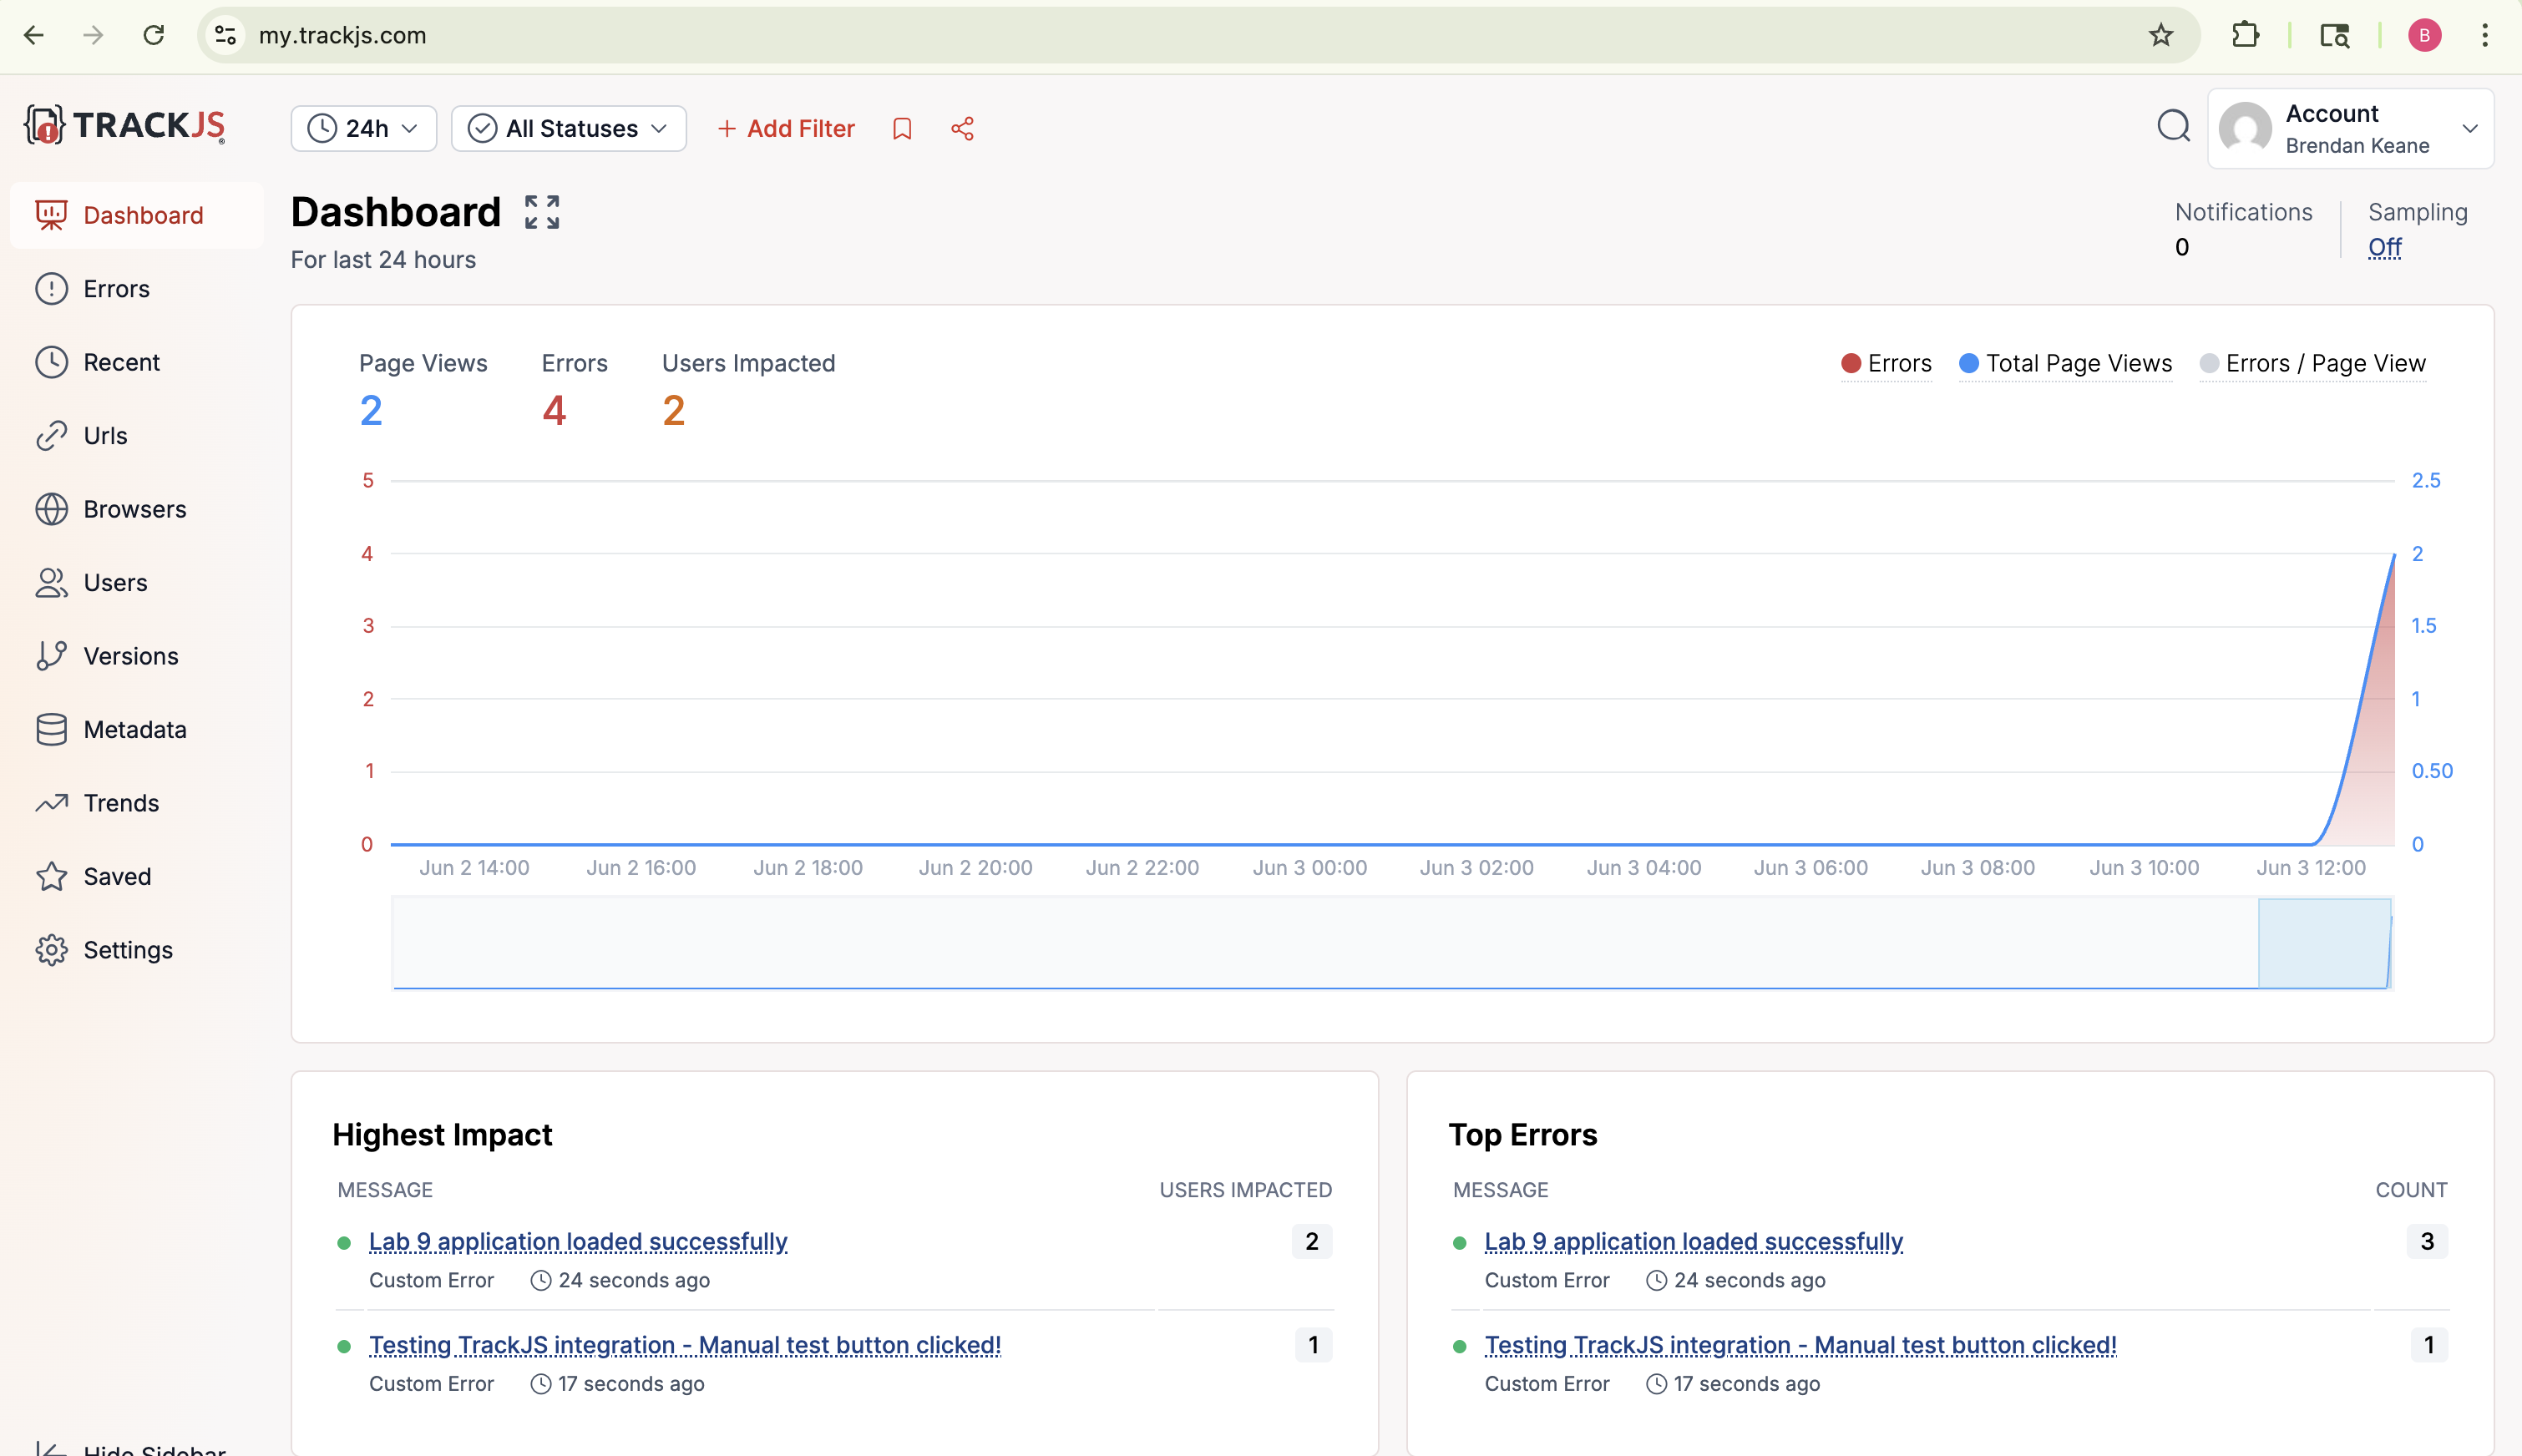 my.trackjs.com
B
TRACKJS
24h
All Statuses
+ Add Filter
Account
Brendan Keane
Dashboard
Errors
Recent
Urls
Browsers
Users
Versions
Metadata
Trends
Saved
Settings
Hide Sidebar
Dashboard
For last 24 hours
Notifications
0
Sampling
Off
Page Views
2
Errors
4
Users Impacted
2
Errors
Total Page Views
Errors / Page View
5
4
3
2
1
0
2.5
2
1.5
1
0.50
0
Jun 2 14:00
Jun 2 16:00
Jun 2 18:00
Jun 2 20:00
Jun 2 22:00
Jun 3 00:00
Jun 3 02:00
Jun 3 04:00
Jun 3 06:00
Jun 3 08:00
Jun 3 10:00
Jun 3 12:00
Highest Impact
MESSAGE USERS IMPACTED
Lab 9 application loaded successfully 2
Custom Error 24 seconds ago
Testing TrackJS integration - Manual test button clicked! 1
Custom Error 17 seconds ago
Top Errors
MESSAGE COUNT
Lab 9 application loaded successfully 3
Custom Error 24 seconds ago
Testing TrackJS integration - Manual test button clicked! 1
Custom Error 17 seconds ago